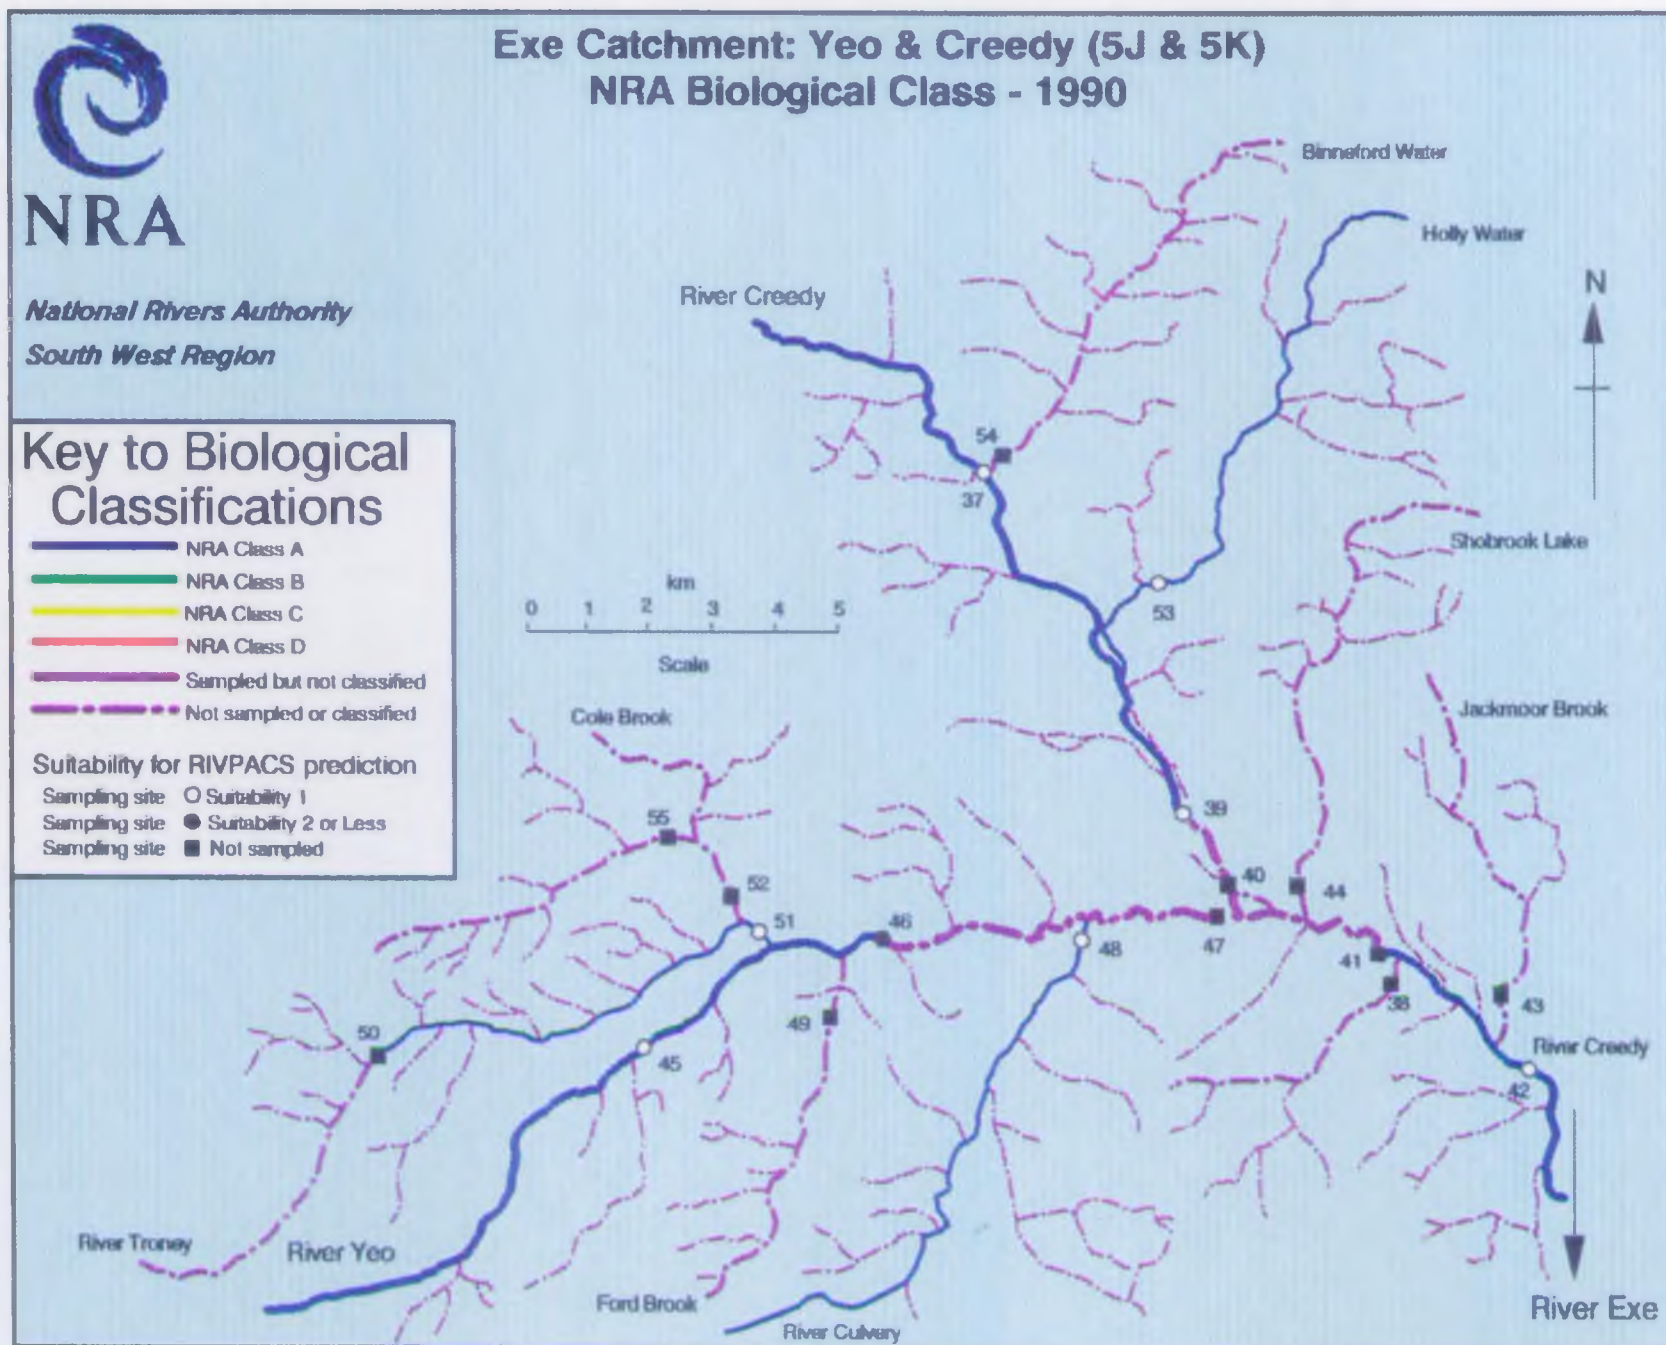 Exe Catchment: Yeo & Creedy (5J & 5K)
NRA Biological Class - 1990
NRA
National Rivers Authority
South West Region
Key to Biological
Classifications
NRA Class A
NRA Class B
NRA Class C
NRA Class D
Sampled but not classified
Not sampled or classified
Suitability for RIVPACS prediction
Sampling site Suitability 1
Sampling site Suitability 2 or Less
Sampling site Not sampled
Binneford Water
Holly Water
River Creedy
N
54
37
Shobrook Lake
km
0 1 2 3 4 5
Scale
53
Cole Brook
Jackmoor Brook
55
39
52
40
44
51
46
48
47
41
38
43
49
50
45
River Creedy
42
River Troney
River Yeo
Ford Brook
River Culvery
River Exe